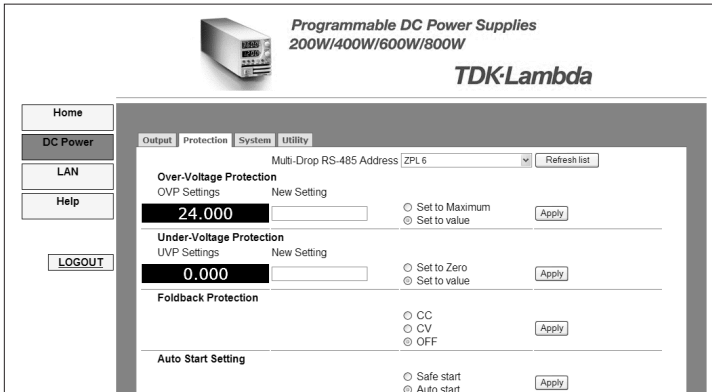 Programmable DC Power Supplies
200W/400W/600W/800W
TDK·Lambda
Home
DC Power
LAN
Help
LOGOUT
Output Protection System Utility
Multi-Drop RS-485 Address ZPL 6 Refresh list
Over-Voltage Protection
OVP Settings New Setting
24.000
Set to Maximum
Set to value
Apply
Under-Voltage Protection
UVP Settings New Setting
0.000
Set to Zero
Set to value
Apply
Foldback Protection
CC
CV
OFF
Apply
Auto Start Setting
Safe start
Auto start
Apply